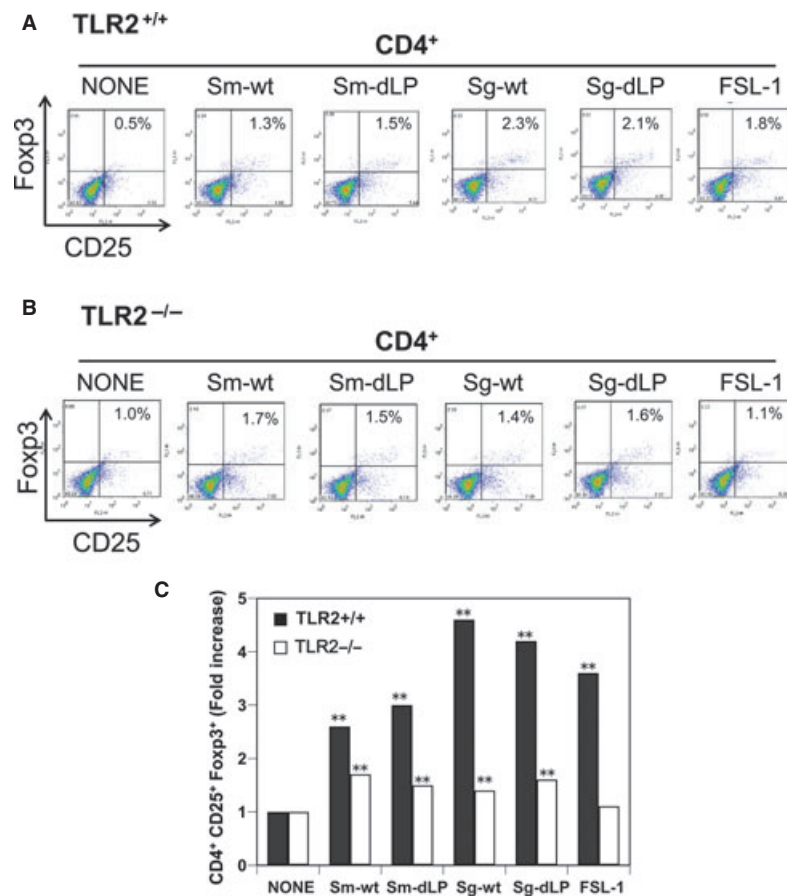 A TLR2+/+
CD4+
NONE Sm-wt Sm-dLP Sg-wt Sg-dLP FSL-1
0.5% 1.3% 1.5% 2.3% 2.1% 1.8%
Foxp3
CD25
B TLR2–/–
CD4+
NONE Sm-wt Sm-dLP Sg-wt Sg-dLP FSL-1
1.0% 1.7% 1.5% 1.4% 1.6% 1.1%
Foxp3
CD25
C
CD4+ CD25+ Foxp3+ (Fold increase)
5
4
3
2
1
0
TLR2+/+
TLR2–/–
** ** ** ** **
** ** ** **
NONE Sm-wt Sm-dLP Sg-wt Sg-dLP FSL-1